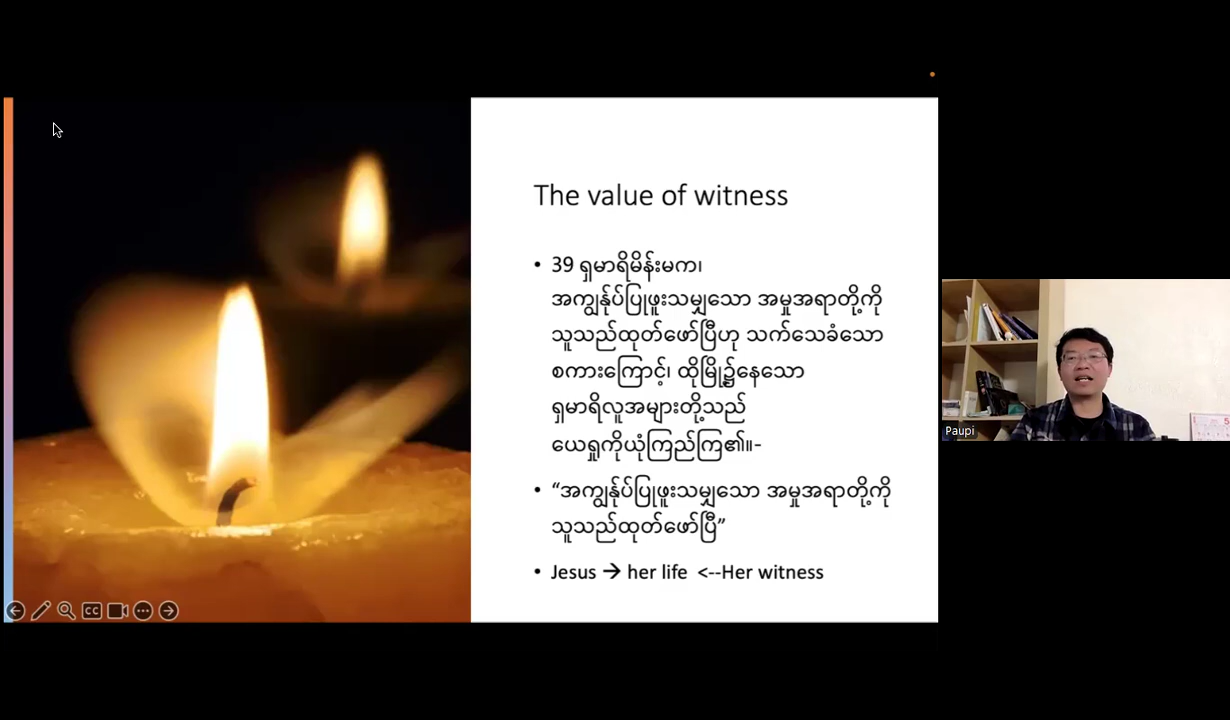 The value of witness
• 39 ရှမာရိမိန်းမက၊
အကျွန်ုပ်ပြုဖူးသမျှသော အမှုအရာတို့ကို
သူသည်ထုတ်ဖော်ပြီဟု သက်သေခံသော
စကားကြောင့်၊ ထိုမြို့၌နေသော
ရှမာရိလူအများတို့သည်
ယေရှုကိုယုံကြည်ကြ၏။-
• “အကျွန်ုပ်ပြုဖူးသမျှသော အမှုအရာတို့ကို
သူသည်ထုတ်ဖော်ပြီ”
• Jesus → her life <--Her witness
Paupi
CC